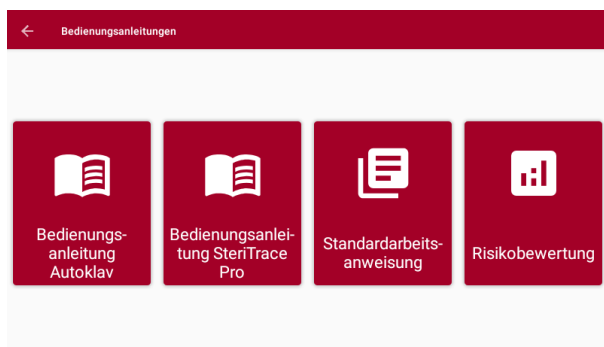 Bedienungsanleitungen
Bedienungs-
anleitung
Autoklav
Bedienungsanlei-
tung SteriTrace
Pro
Standardarbeits-
anweisung
Risikobewertung